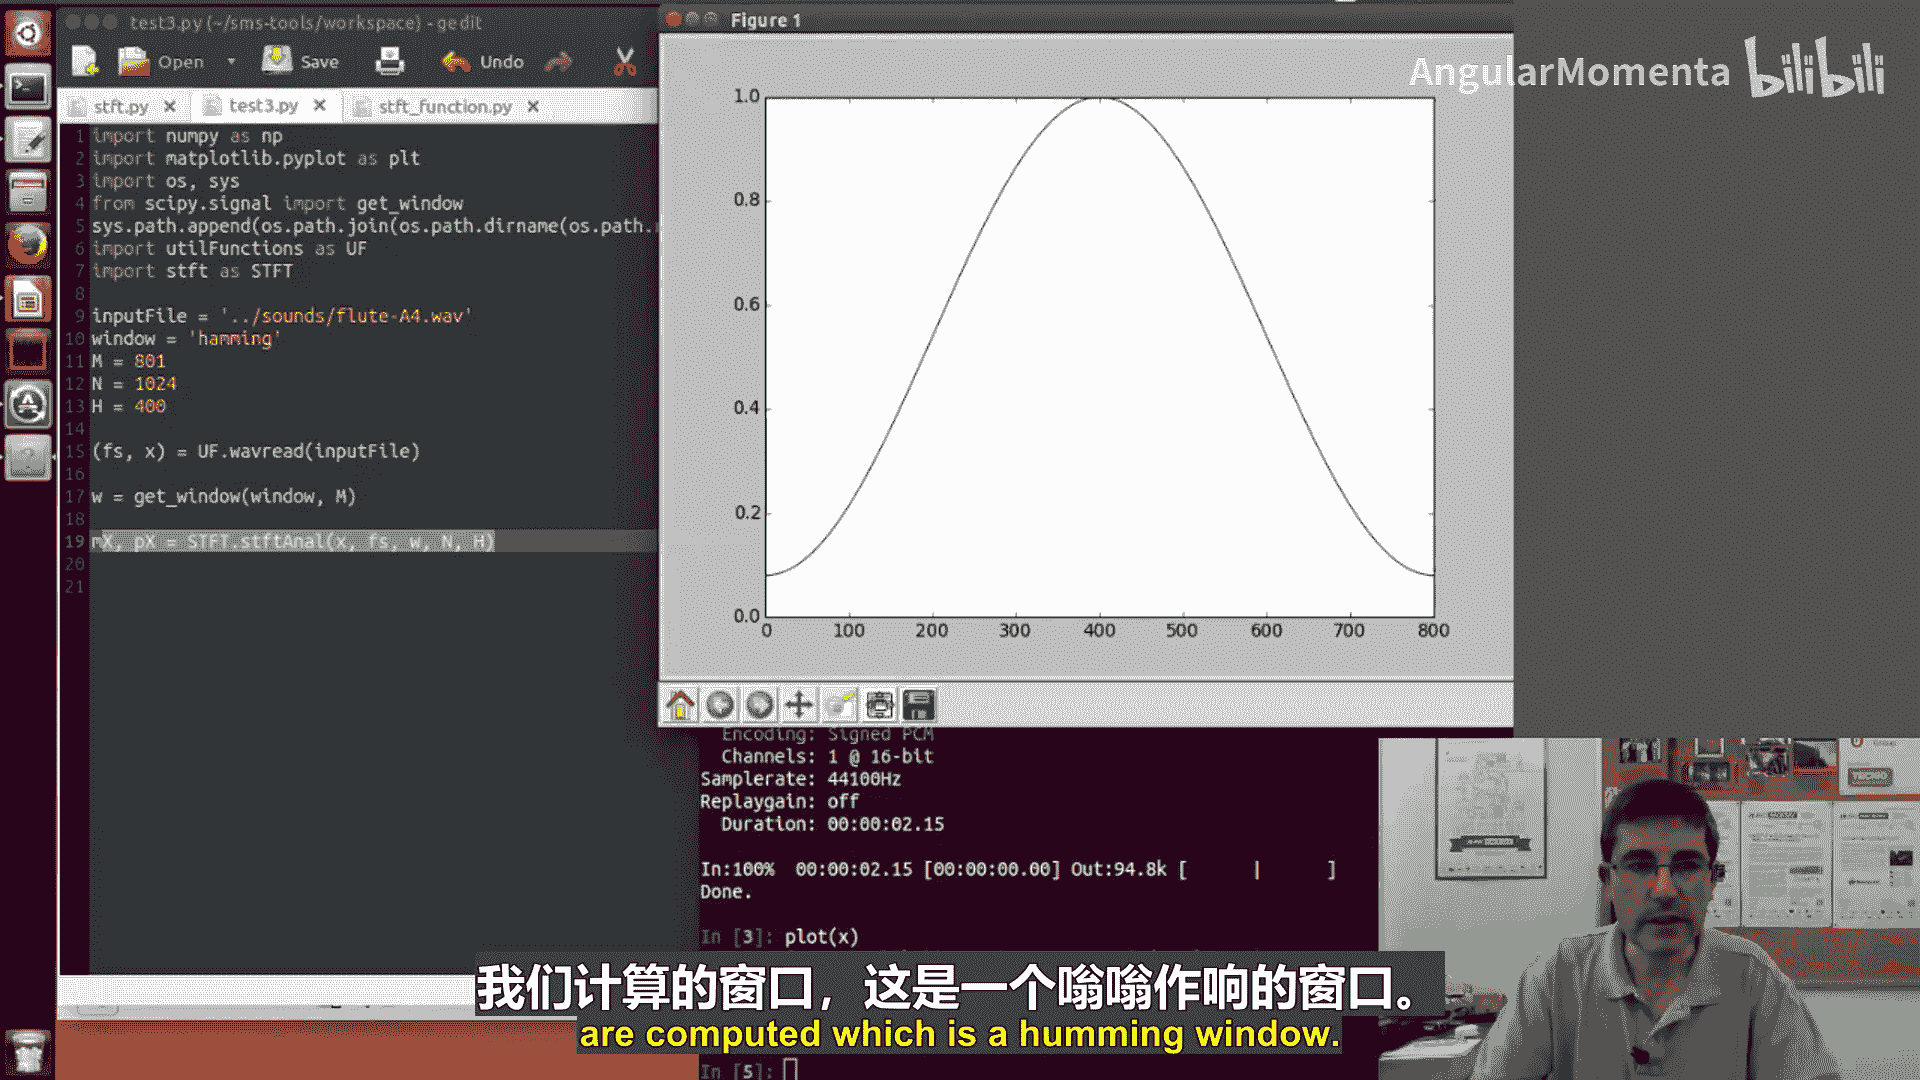 test3.py (~/sms-tools/workspace) - gedit
Open
Save
Undo
stft.py
test3.py
stft_function.py
1 import numpy as np
2 import matplotlib.pyplot as plt
3 import os, sys
4 from scipy.signal import get_window
5 sys.path.append(os.path.join(os.path.dirname(os.path.
6 import utilFunctions as UF
7 import stft as STFT
8
9 inputFile = '../sounds/flute-A4.wav'
10 window = 'hamming'
11 M = 801
12 N = 1024
13 H = 400
14
15 (fs, x) = UF.wavread(inputFile)
16
17 w = get_window(window, M)
18
19 mX, pX = STFT.stftAnal(x, fs, w, N, H)
20
21
Figure 1
AngularMomenta bilibili
1.0
0.8
0.6
0.4
0.2
0.0
0 100 200 300 400 500 600 700 800
Encoding: Signed PCM
Channels: 1 @ 16-bit
Samplerate: 44100Hz
Replaygain: off
Duration: 00:00:02.15
In:100% 00:00:02.15 [00:00:00.00] Out:94.8k [ | ]
Done.
In [3]: plot(x)
我们计算的窗口，这是一个嗡嗡作响的窗口。
are computed which is a humming window.
In [5]: